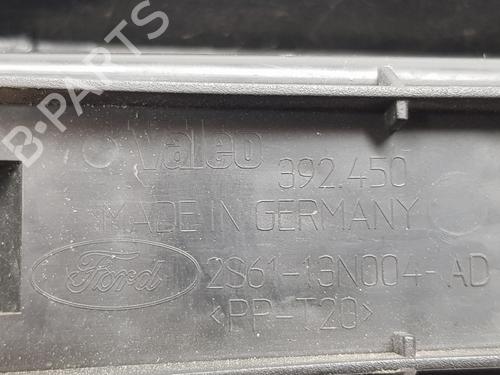 B-PARTS
Valeo
392.450
MADE IN GERMANY
Ford
2S61-13N004-AD
<PP-T20>